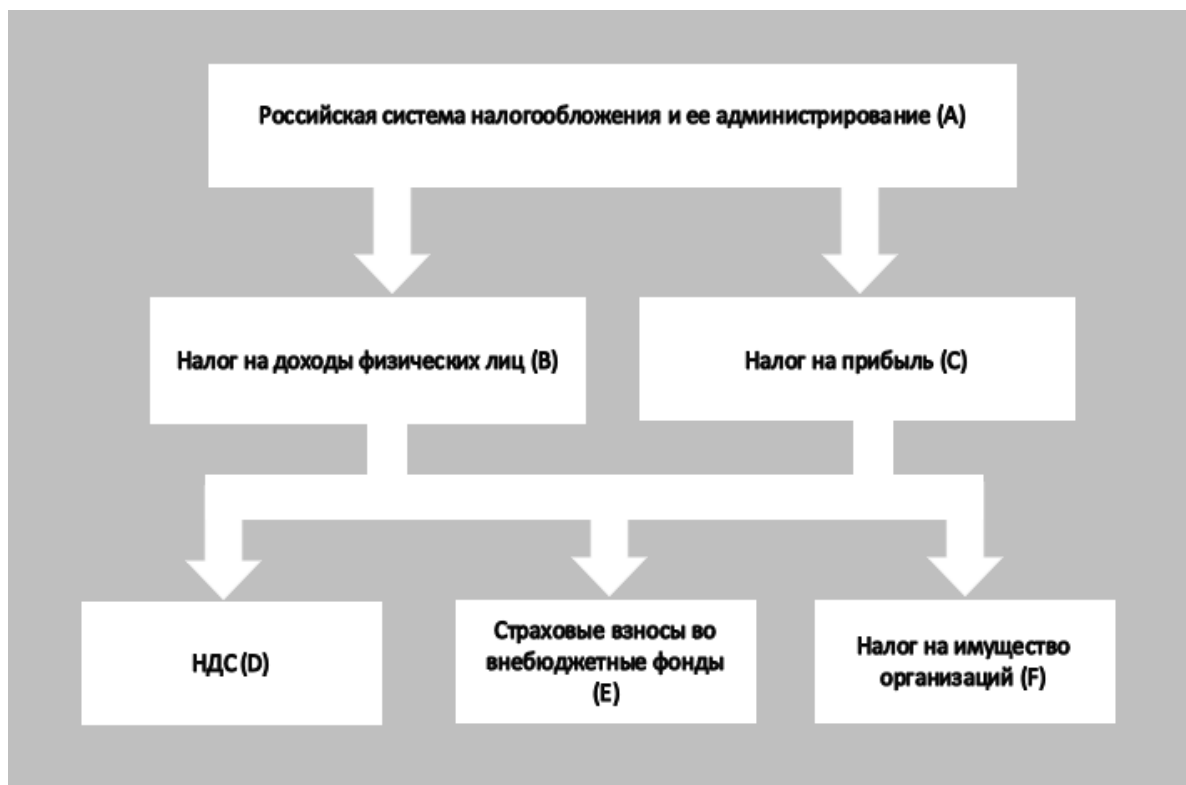 Российская система налогообложения и ее администрирование (A)
Налог на доходы физических лиц (B)
Налог на прибыль (C)
НДС (D)
Страховые взносы во
внебюджетные фонды
(E)
Налог на имущество
организаций (F)